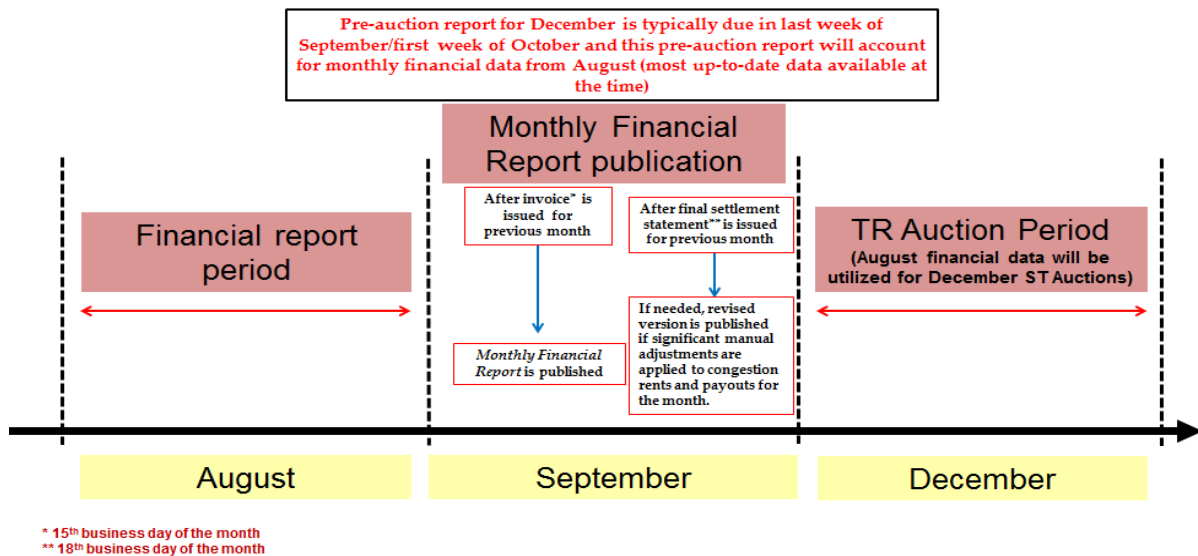 Pre-auction report for December is typically due in last week of
September/first week of October and this pre-auction report will account
for monthly financial data from August (most up-to-date data available at
the time)
Monthly Financial
Report publication
After invoice* is
issued for
previous month
After final settlement
statement** is issued
for previous month
Financial report
period
TR Auction Period
(August financial data will be
utilized for December ST Auctions)
Monthly Financial
Report is published
If needed, revised
version is published
if significant manual
adjustments are
applied to congestion
rents and payouts for
the month.
August
September
December
* 15th business day of the month
** 18th business day of the month